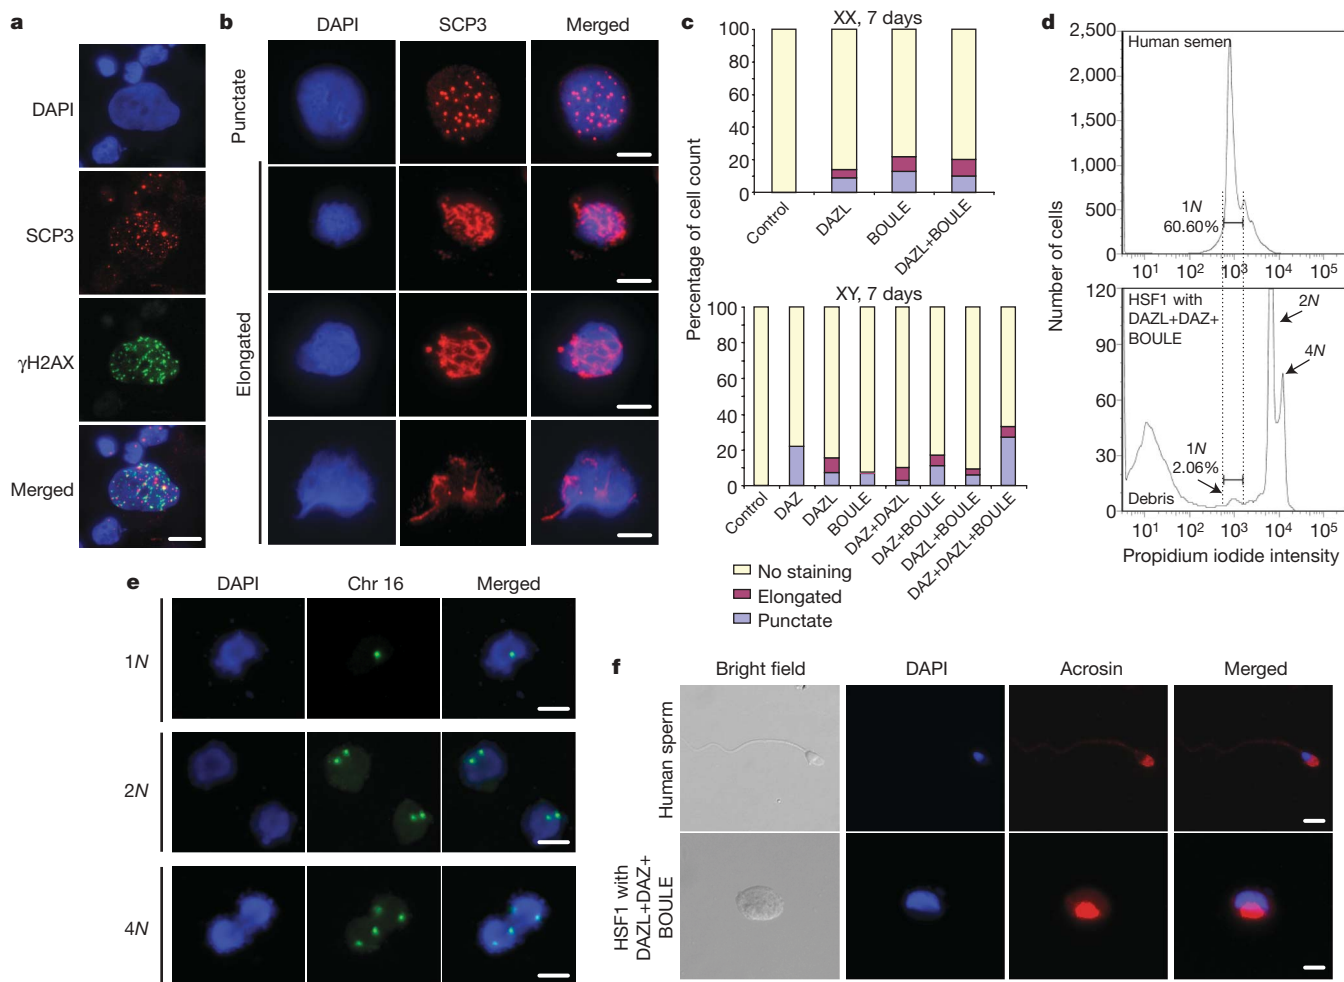 a
DAPI
SCP3
γH2AX
Merged
b
DAPI
SCP3
Merged
Punctate
Elongated
c
XX, 7 days
Percentage of cell count
100
80
60
40
20
0
Control
DAZL
BOULE
DAZL+BOULE
XY, 7 days
100
80
60
40
20
0
Control
DAZ
DAZL
BOULE
DAZ+DAZL
DAZ+BOULE
DAZL+BOULE
DAZ+DAZL+BOULE
No staining
Elongated
Punctate
d
Number of cells
2,500
2,000
1,500
1,000
500
0
Human semen
1N
60.60%
10¹ 10² 10³ 10⁴ 10⁵
120
90
60
30
0
HSF1 with
DAZL+DAZ+
BOULE
2N
4N
1N
2.06%
Debris
10¹ 10² 10³ 10⁴ 10⁵
Propidium iodide intensity
e
DAPI
Chr 16
Merged
1N
2N
4N
f
Bright field
DAPI
Acrosin
Merged
Human sperm
HSF1 with
DAZL+DAZ+
BOULE